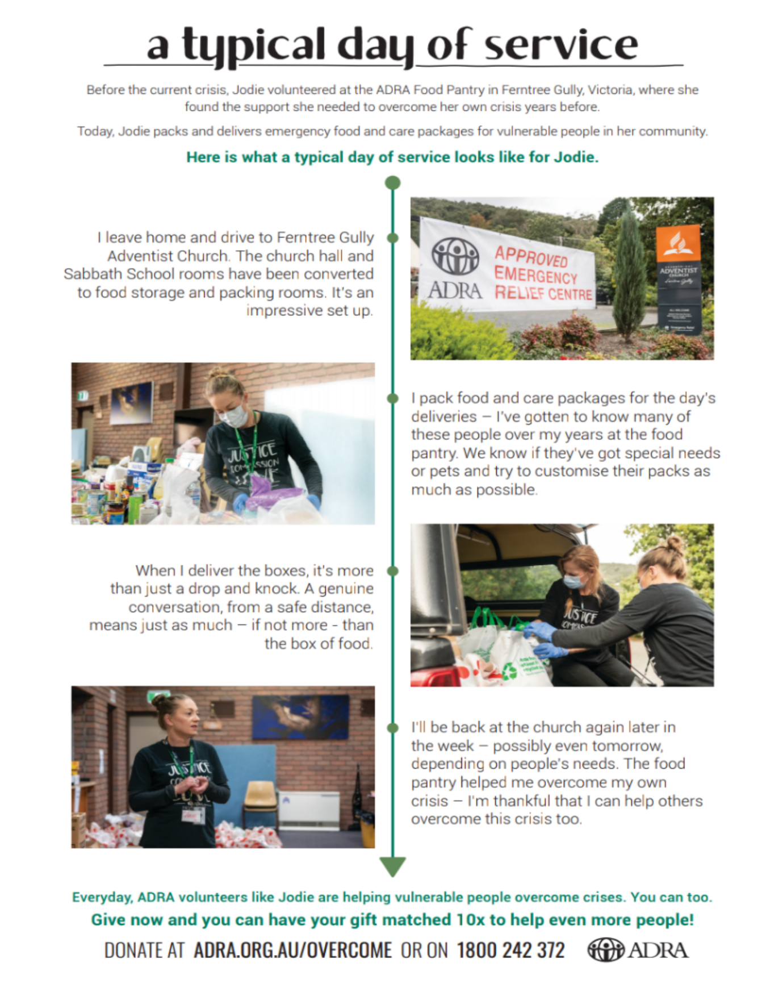 a typical day of service
Before the current crisis, Jodie volunteered at the ADRA Food Pantry in Ferntree Gully, Victoria, where she
found the support she needed to overcome her own crisis years before.
Today, Jodie packs and delivers emergency food and care packages for vulnerable people in her community.
Here is what a typical day of service looks like for Jodie.
I leave home and drive to Ferntree Gully
Adventist Church. The church hall and
Sabbath School rooms have been converted
to food storage and packing rooms. It's an
impressive set up.
ADRA
APPROVED
EMERGENCY
RELIEF CENTRE
ADVENTIST
CHURCH
Ferntree Gully
JUSTICE
COMPASSION
LOVE
I pack food and care packages for the day's
deliveries – I've gotten to know many of
these people over my years at the food
pantry. We know if they've got special needs
or pets and try to customise their packs as
much as possible.
When I deliver the boxes, it's more
than just a drop and knock. A genuine
conversation, from a safe distance,
means just as much – if not more - than
the box of food.
JUSTICE
JUSTICE
I'll be back at the church again later in
the week – possibly even tomorrow,
depending on people's needs. The food
pantry helped me overcome my own
crisis – I'm thankful that I can help others
overcome this crisis too.
Everyday, ADRA volunteers like Jodie are helping vulnerable people overcome crises. You can too.
Give now and you can have your gift matched 10x to help even more people!
DONATE AT ADRA.ORG.AU/OVERCOME OR ON 1800 242 372 ADRA